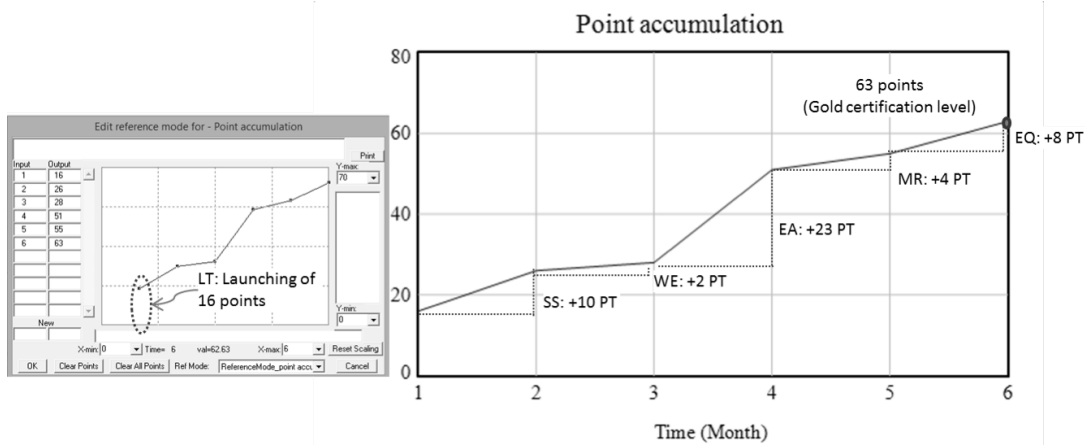 Edit reference mode for - Point accumulation
Print
Input Output
1 16
2 26
3 28
4 51
5 55
6 63
New
Y-max:
70
Y-min:
0
LT: Launching of
16 points
X-min: 0 Time= 6 val=62.63 X-max: 6 Reset Scaling
OK Clear Points Clear All Points Ref Mode: ReferenceMode_point accu Cancel
Point accumulation
80
60
40
20
0
63 points
(Gold certification level)
EQ: +8 PT
MR: +4 PT
EA: +23 PT
WE: +2 PT
SS: +10 PT
1 2 3 4 5 6
Time (Month)